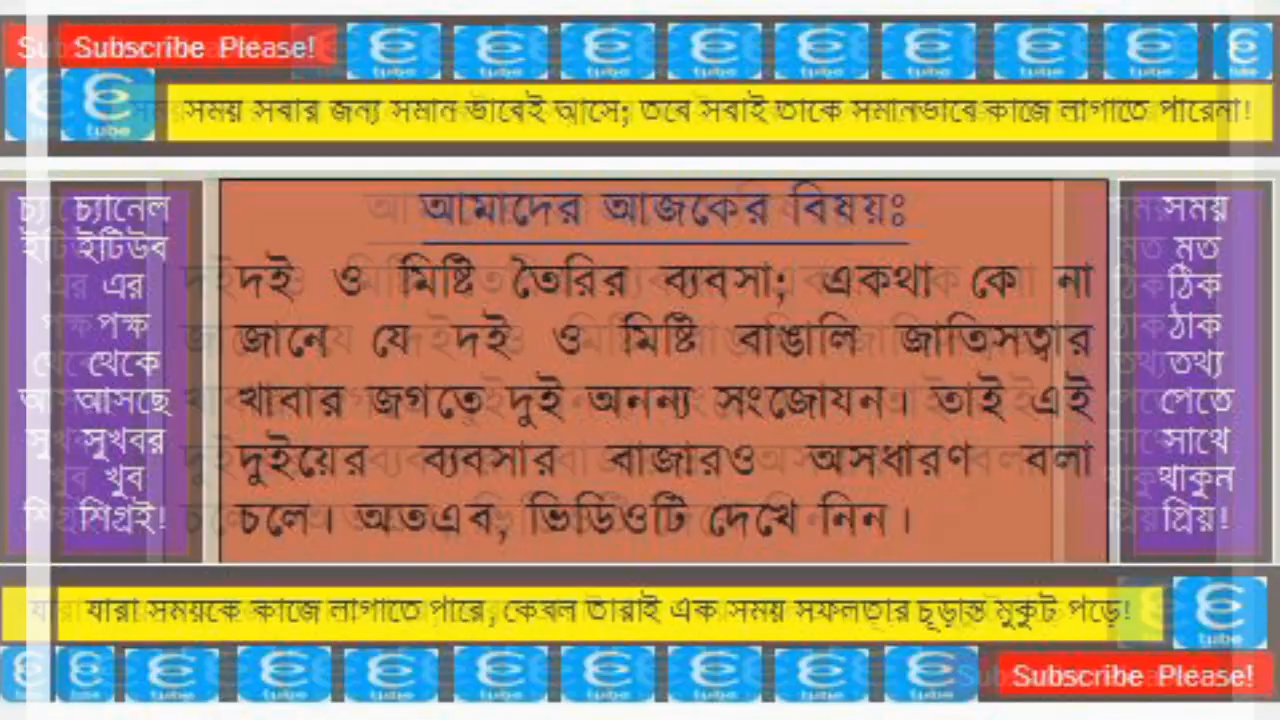 Subscribe Please!
সময় সবার জন্য সমান ভাবেই আসে; তবে সবাই তাকে সমানভাবে কাজে লাগাতে পারেনা!
চ্যানেল
ইটিউব
এর
পক্ষ
থেকে
আসছে
সুখবর
খুব
শিগ্রই!
আমাদের আজকের বিষয়ঃ
দই ও মিষ্টি তৈরির ব্যবসা; একথা কে না
জানে যে দই ও মিষ্টি বাঙালি জাতিসত্বার
খাবার জগতে দুই অনন্য সংজোযন। তাই এই
দুইয়ের ব্যবসার বাজারও অসধারণ বলা
চলে। অতএব, ভিডিওটি দেখে নিন।
সময়
মত
ঠিক
ঠাক
তথ্য
পেতে
সাথে
থাকুন
প্রিয়!
যারা সময়কে কাজে লাগাতে পারে, কেবল তারাই এক সময় সফলতার চূড়ান্ত মুকুট পড়ে!
Subscribe Please!